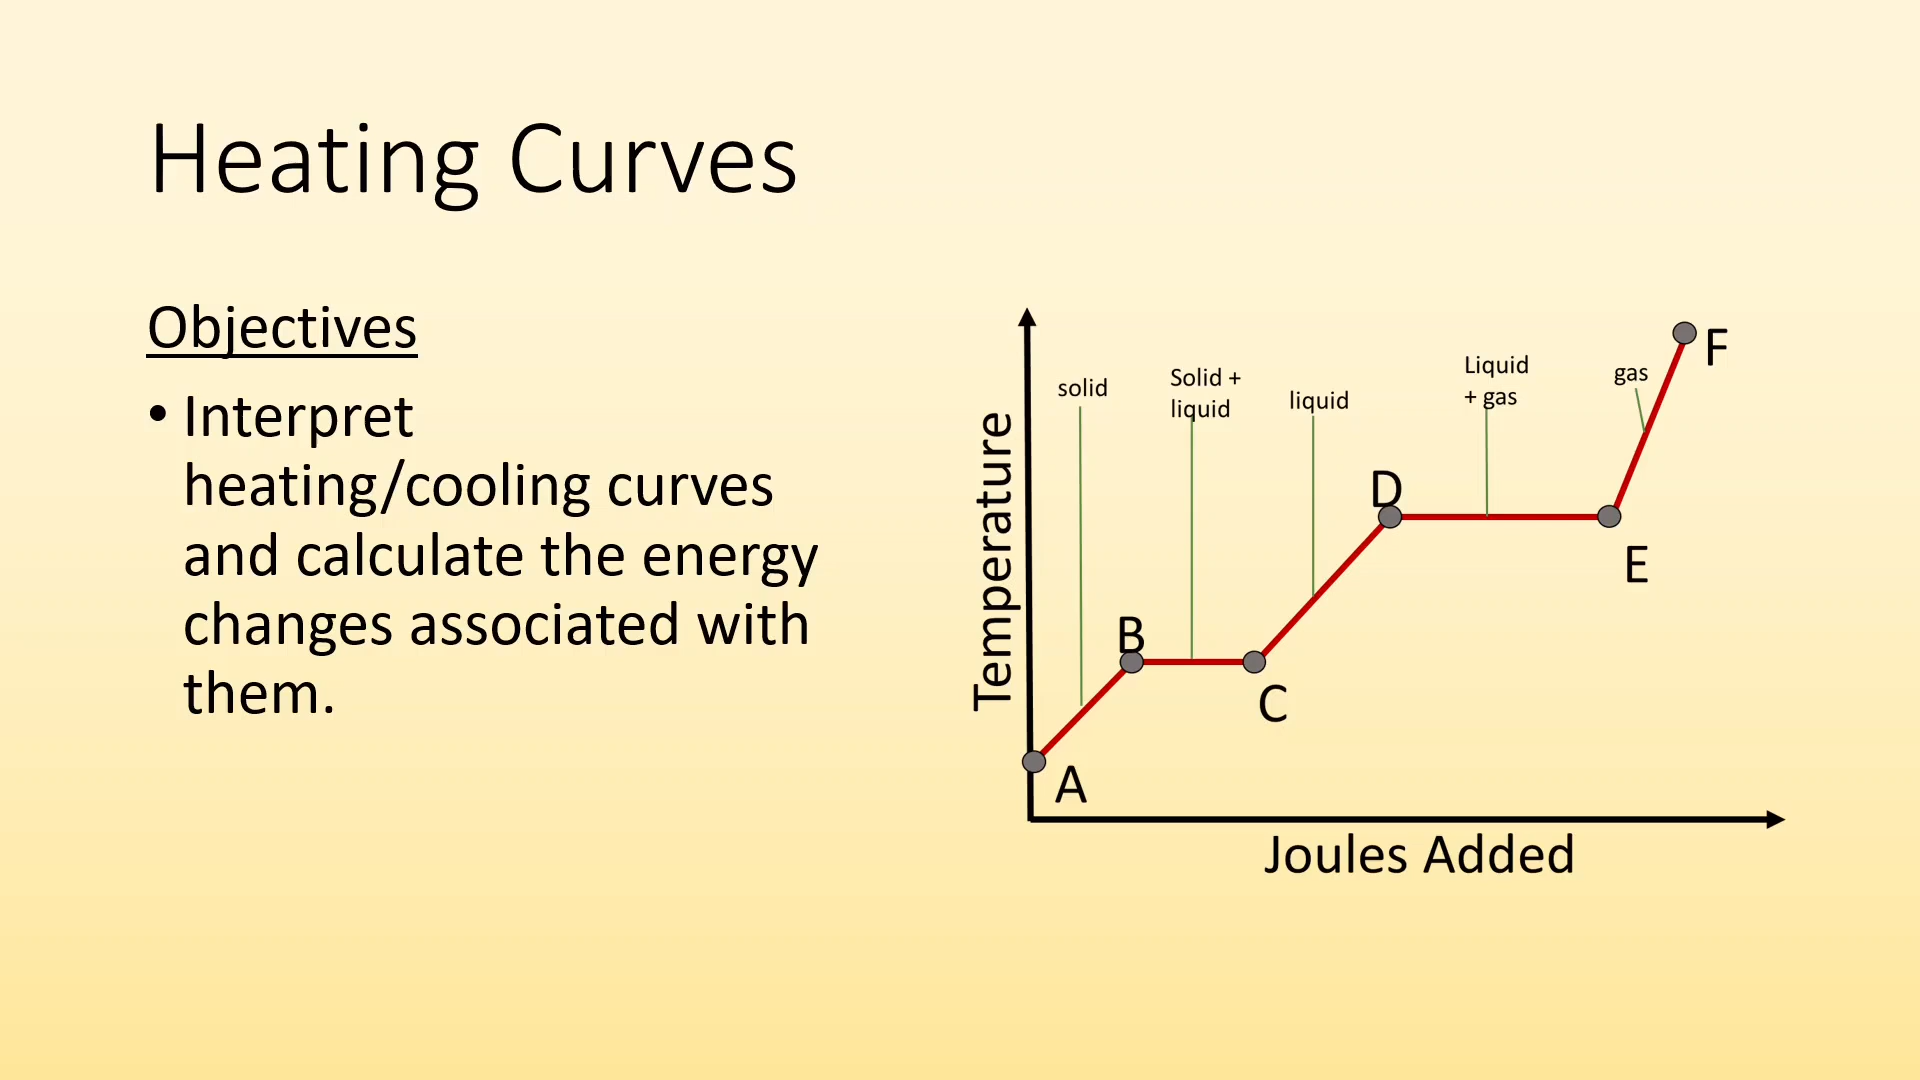 Heating Curves
Objectives
• Interpret
heating/cooling curves
and calculate the energy
changes associated with
them.
Temperature
solid
Solid +
liquid
liquid
Liquid
+ gas
gas
A
B
C
D
E
F
Joules Added